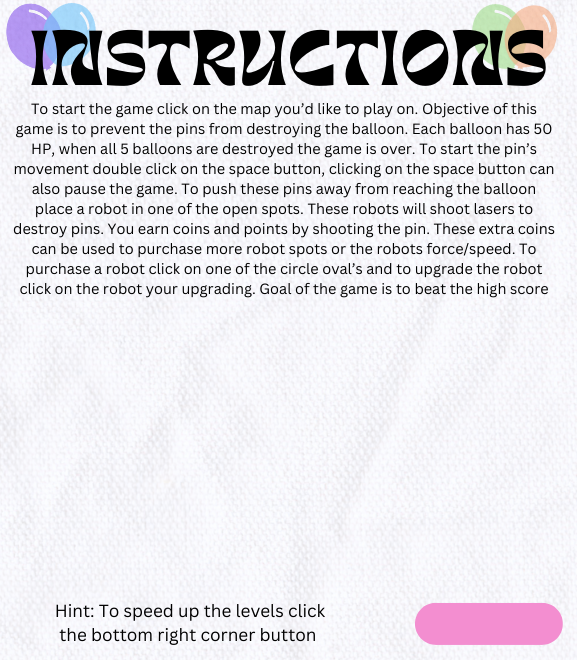 INSTRUCTIONS
To start the game click on the map you’d like to play on. Objective of this
game is to prevent the pins from destroying the balloon. Each balloon has 50
HP, when all 5 balloons are destroyed the game is over. To start the pin’s
movement double click on the space button, clicking on the space button can
also pause the game. To push these pins away from reaching the balloon
place a robot in one of the open spots. These robots will shoot lasers to
destroy pins. You earn coins and points by shooting the pin. These extra coins
can be used to purchase more robot spots or the robots force/speed. To
purchase a robot click on one of the circle oval’s and to upgrade the robot
click on the robot your upgrading. Goal of the game is to beat the high score
Hint: To speed up the levels click
the bottom right corner button